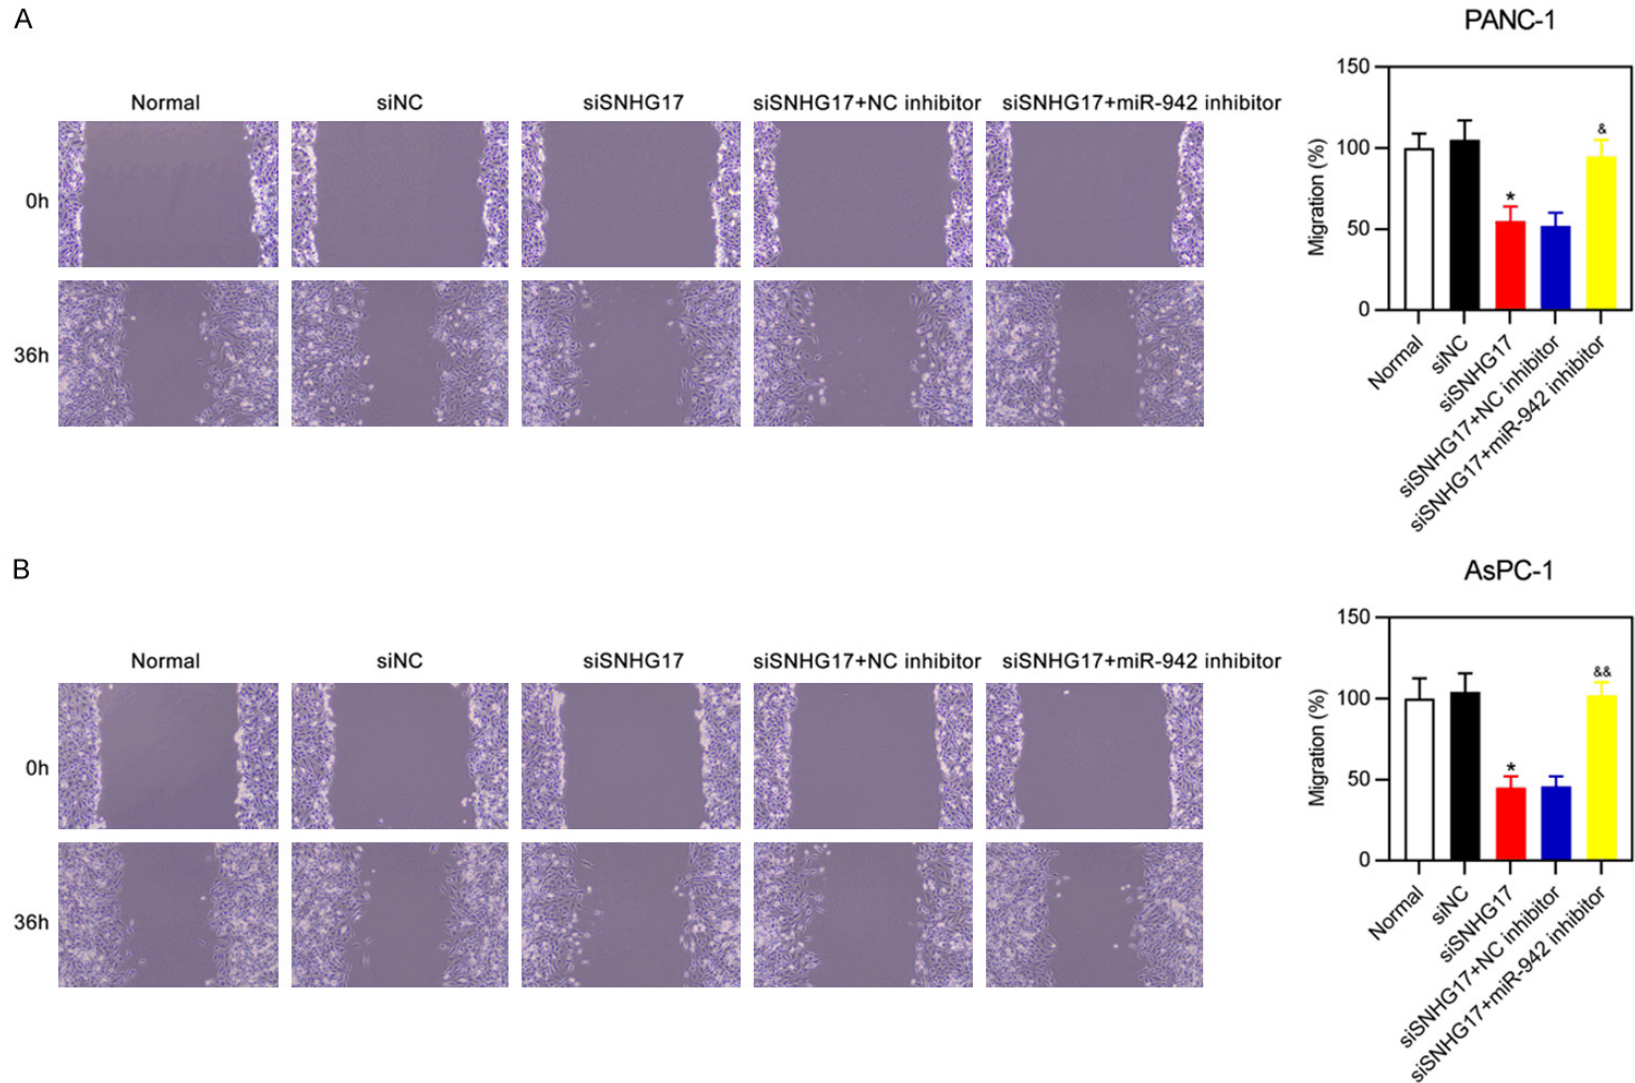 A
PANC-1
Normal
siNC
siSNHG17
siSNHG17+NC inhibitor
siSNHG17+miR-942 inhibitor
0h
36h
150
100
50
0
Migration (%)
*
&
Normal
siNC
siSNHG17
siSNHG17+NC inhibitor
siSNHG17+miR-942 inhibitor
B
AsPC-1
Normal
siNC
siSNHG17
siSNHG17+NC inhibitor
siSNHG17+miR-942 inhibitor
0h
36h
150
100
50
0
Migration (%)
*
&&
Normal
siNC
siSNHG17
siSNHG17+NC inhibitor
siSNHG17+miR-942 inhibitor